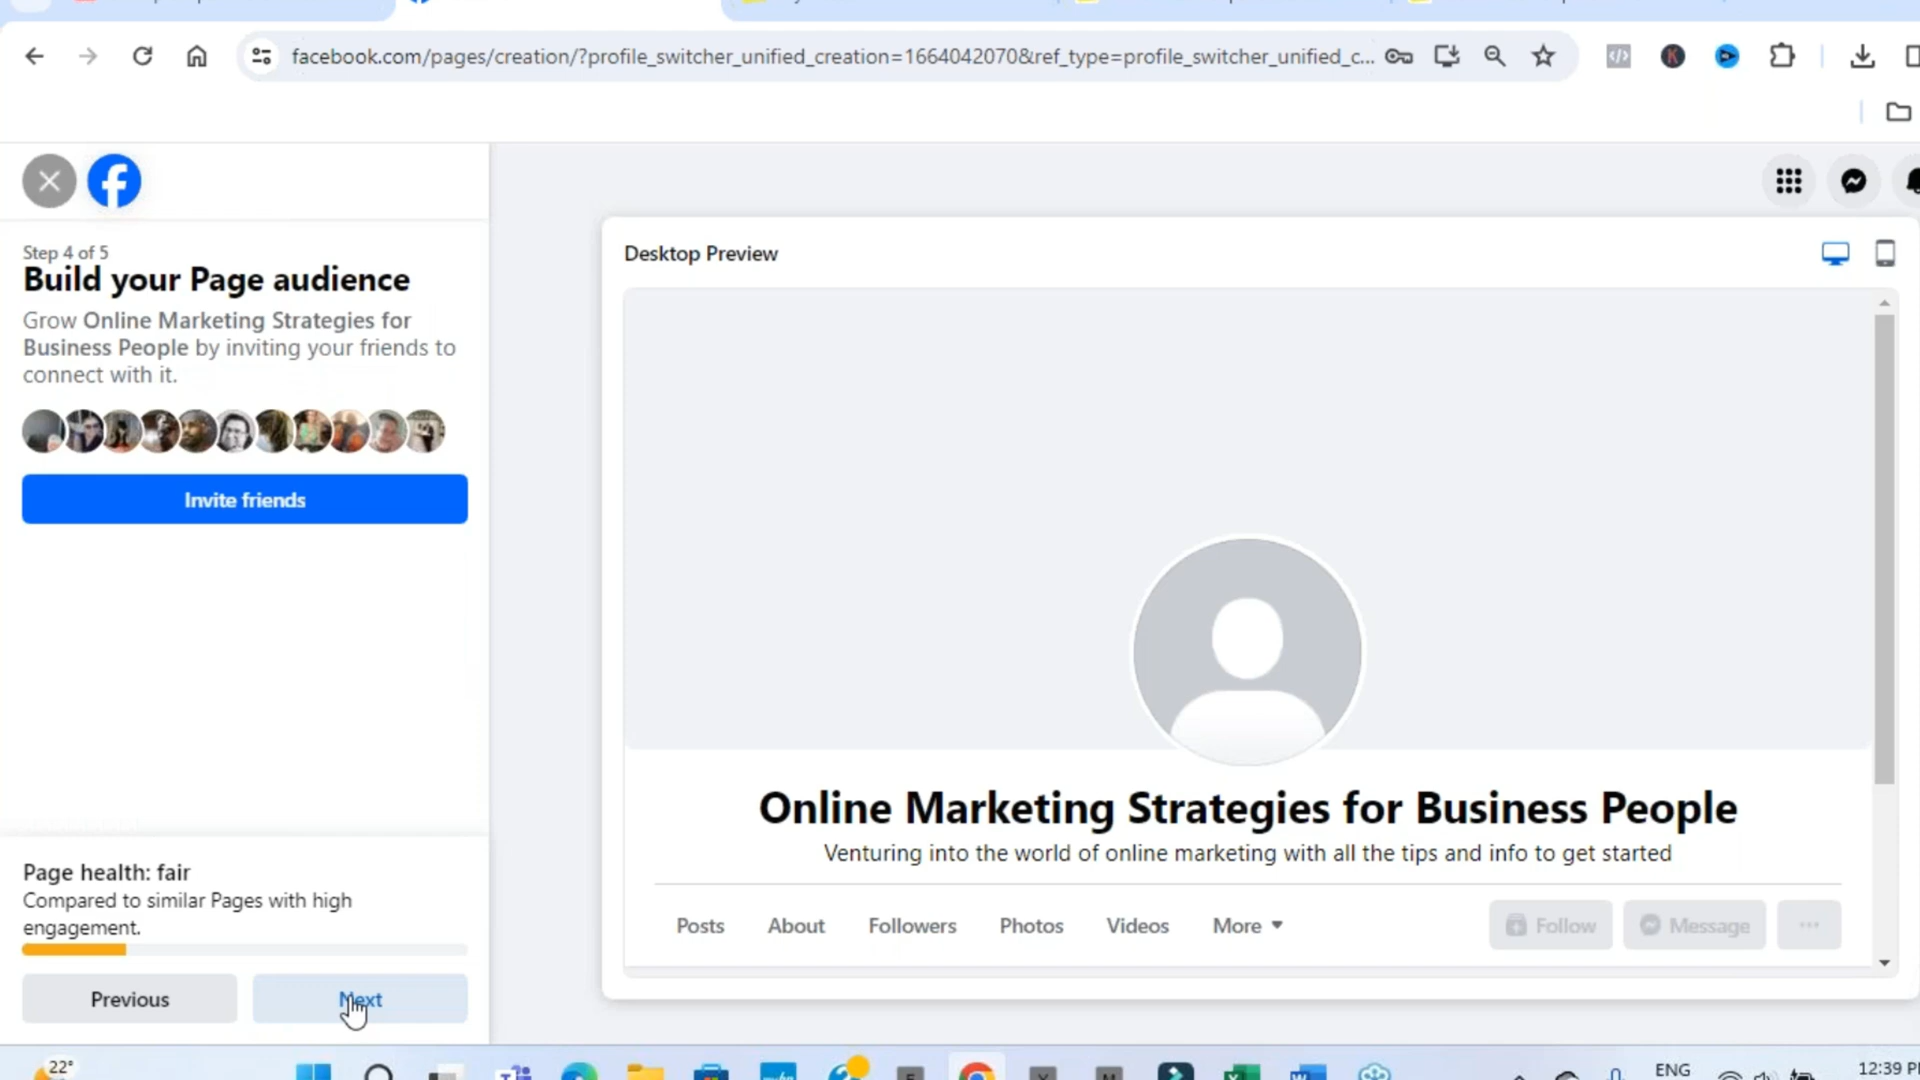 facebook.com/pages/creation/?profile_switcher_unified_creation=1664042070&ref_type=profile_switcher_unified_c...
Step 4 of 5
Build your Page audience
Grow Online Marketing Strategies for
Business People by inviting your friends to
connect with it.
Invite friends
Page health: fair
Compared to similar Pages with high
engagement.
Previous
Next
Desktop Preview
Online Marketing Strategies for Business People
Venturing into the world of online marketing with all the tips and info to get started
Posts About Followers Photos Videos More Follow Message
22°
ENG
12:39